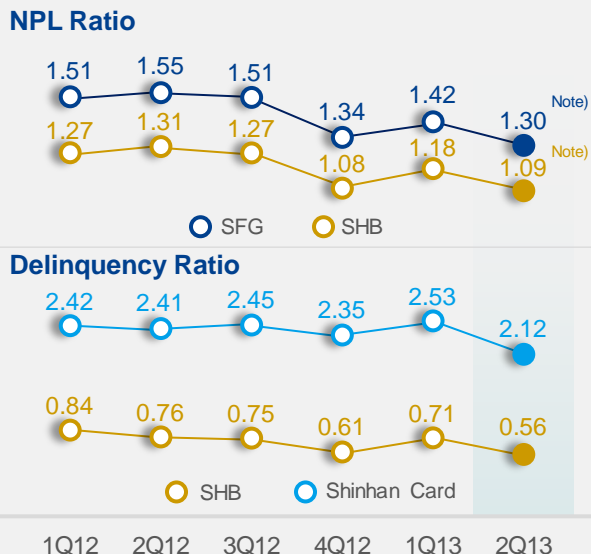 NPL Ratio
1.51 1.55 1.51 1.34 1.42 1.30 Note)
1.27 1.31 1.27 1.08 1.18 1.09 Note)
SFG SHB
Delinquency Ratio
2.42 2.41 2.45 2.35 2.53 2.12
0.84 0.76 0.75 0.61 0.71 0.56
SHB Shinhan Card
1Q12 2Q12 3Q12 4Q12 1Q13 2Q13